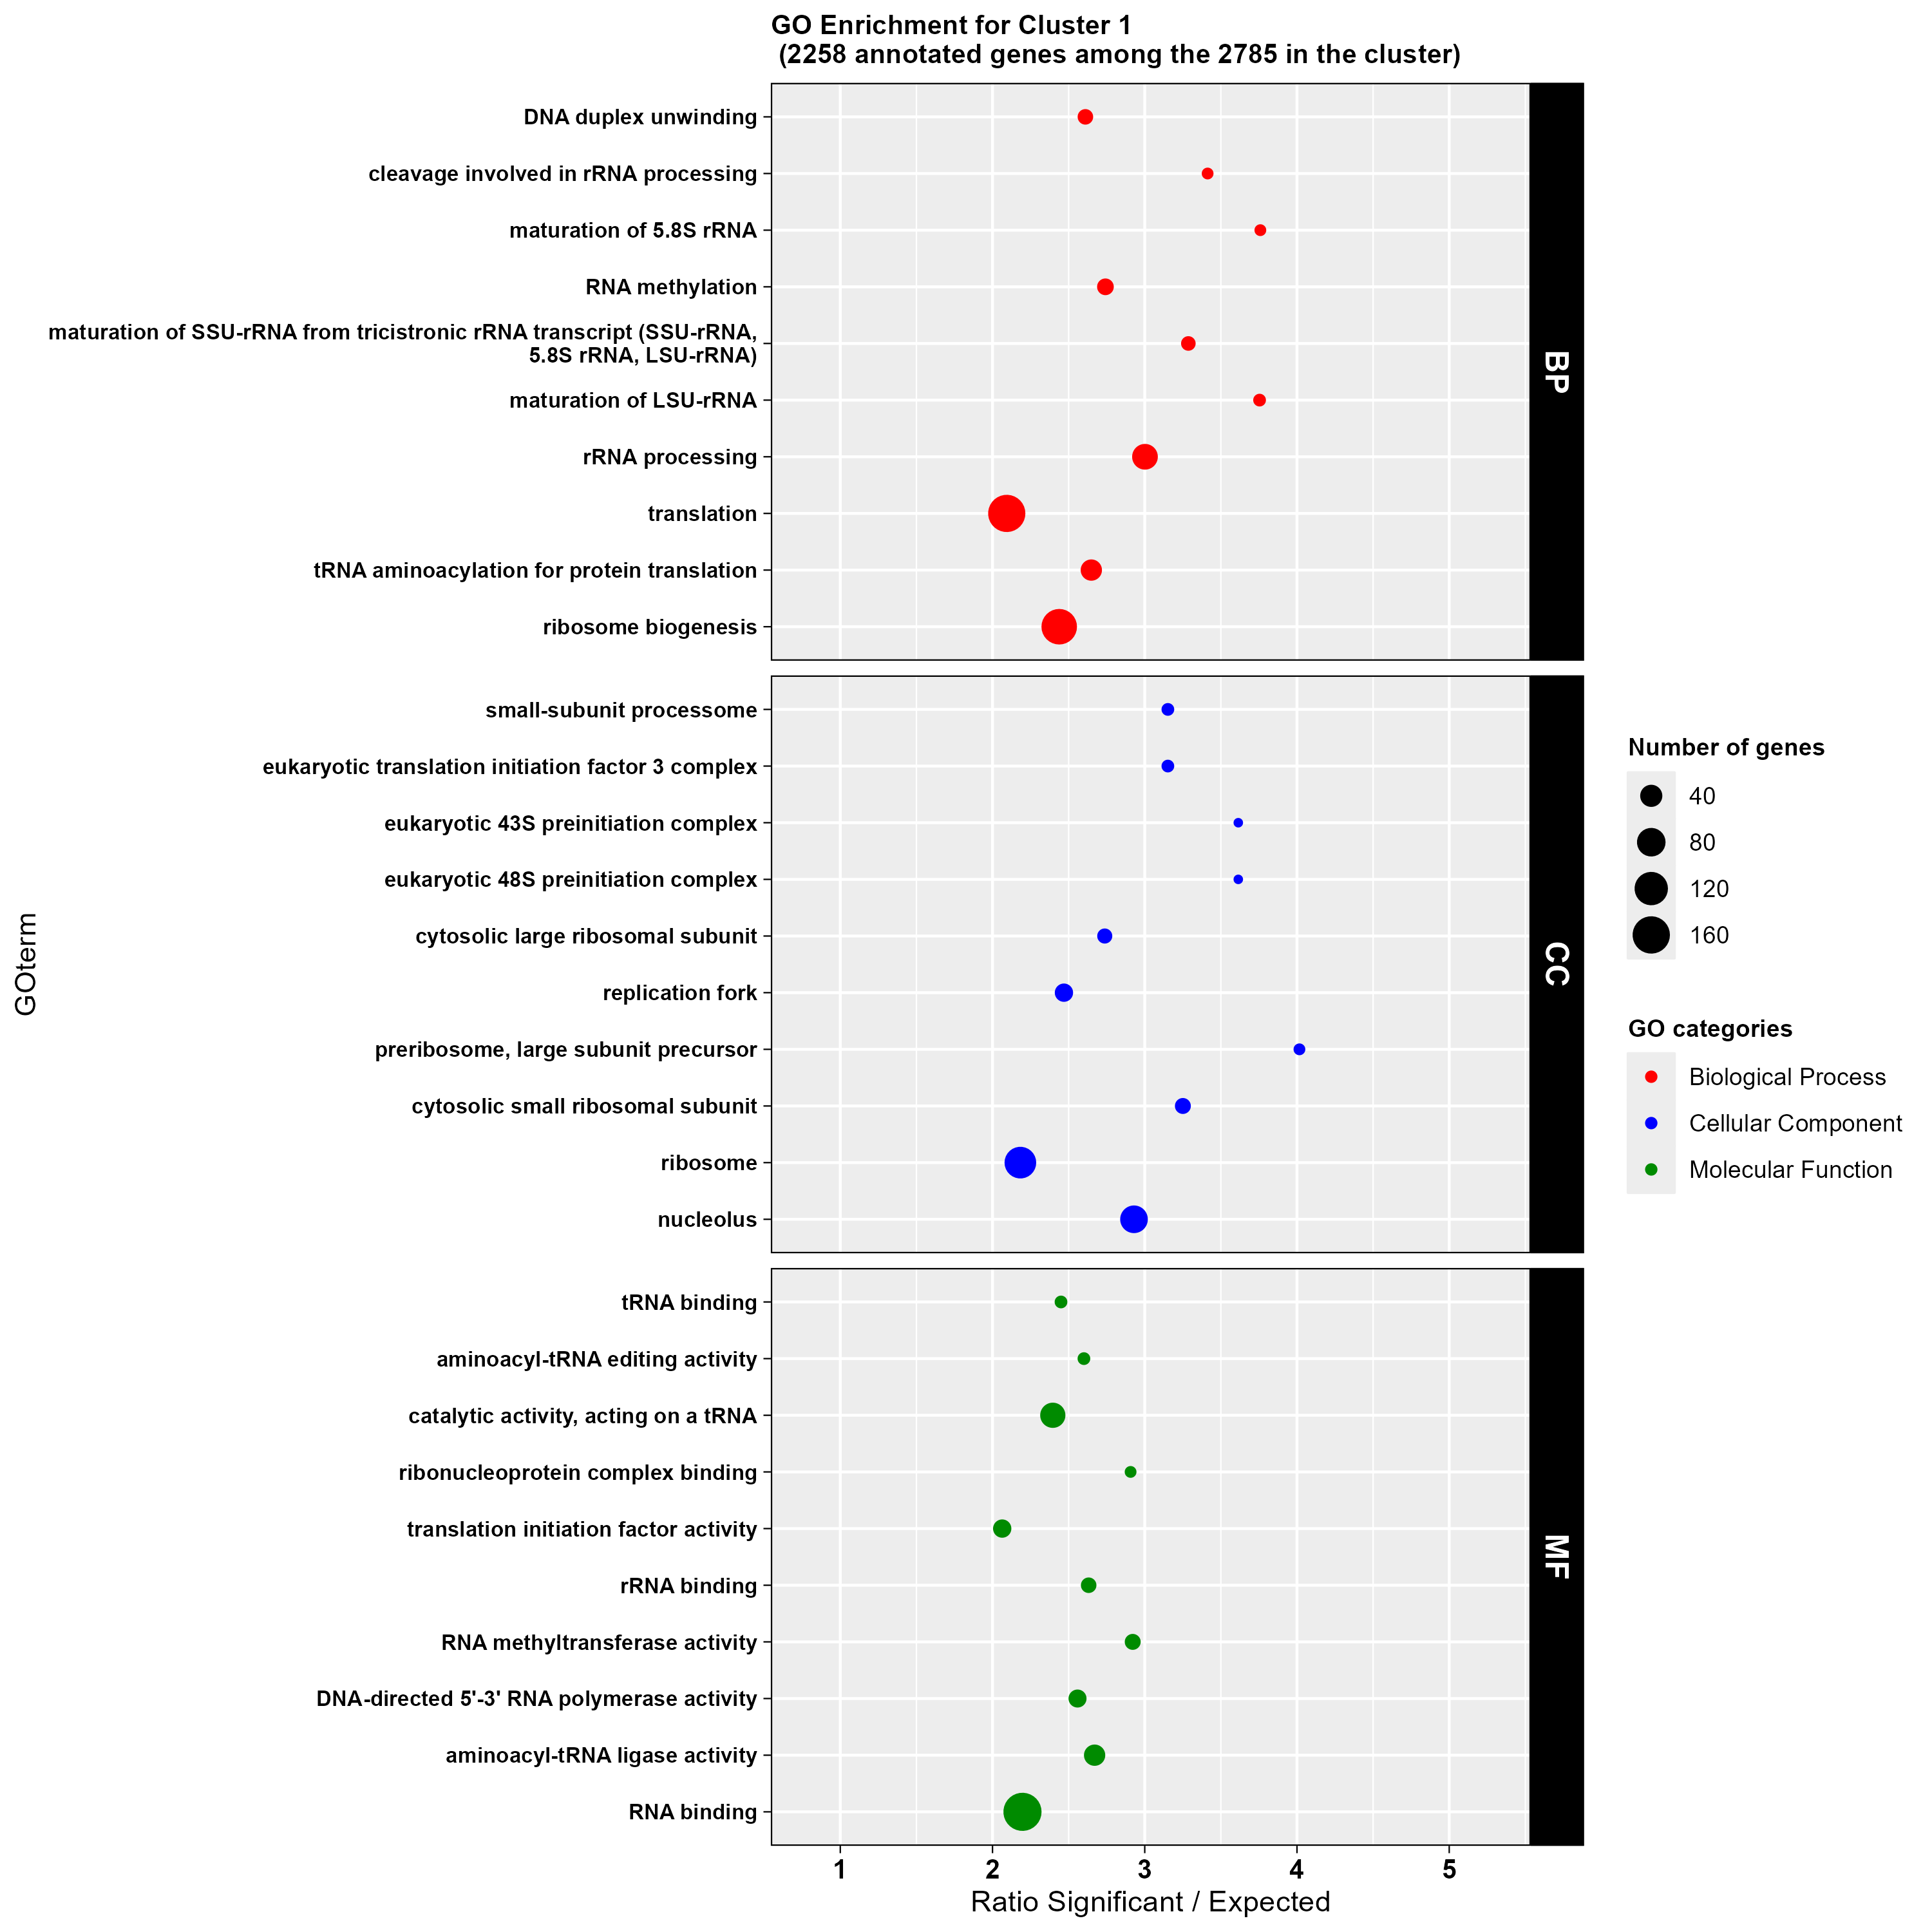 GO Enrichment for Cluster 1
(2258 annotated genes among the 2785 in the cluster)
DNA duplex unwinding
cleavage involved in rRNA processing
maturation of 5.8S rRNA
RNA methylation
maturation of SSU-rRNA from tricistronic rRNA transcript (SSU-rRNA,
5.8S rRNA, LSU-rRNA)
maturation of LSU-rRNA
rRNA processing
translation
tRNA aminoacylation for protein translation
ribosome biogenesis
BP
small-subunit processome
eukaryotic translation initiation factor 3 complex
eukaryotic 43S preinitiation complex
eukaryotic 48S preinitiation complex
cytosolic large ribosomal subunit
replication fork
preribosome, large subunit precursor
cytosolic small ribosomal subunit
ribosome
nucleolus
CC
tRNA binding
aminoacyl-tRNA editing activity
catalytic activity, acting on a tRNA
ribonucleoprotein complex binding
translation initiation factor activity
rRNA binding
RNA methyltransferase activity
DNA-directed 5'-3' RNA polymerase activity
aminoacyl-tRNA ligase activity
RNA binding
MF
GOterm
1 2 3 4 5
Ratio Significant / Expected
Number of genes
40
80
120
160
GO categories
Biological Process
Cellular Component
Molecular Function